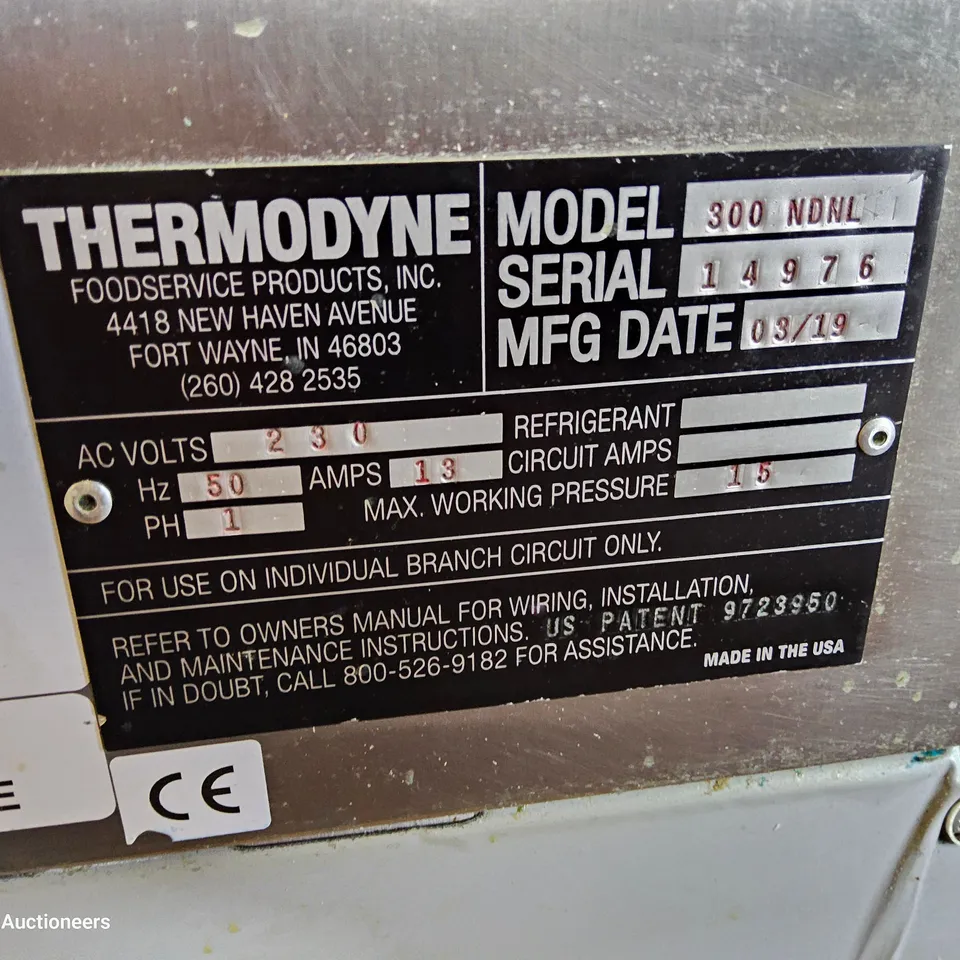 THERMODYNE
FOODSERVICE PRODUCTS, INC.
4418 NEW HAVEN AVENUE
FORT WAYNE, IN 46803
(260) 428 2535
MODEL 300 NDNL
SERIAL 14976
MFG DATE 03/19
AC VOLTS 230
Hz 50 AMPS 13
PH 1
REFRIGERANT
CIRCUIT AMPS
MAX. WORKING PRESSURE 15
FOR USE ON INDIVIDUAL BRANCH CIRCUIT ONLY.
REFER TO OWNERS MANUAL FOR WIRING, INSTALLATION,
AND MAINTENANCE INSTRUCTIONS. US PATENT 9723950
IF IN DOUBT, CALL 800-526-9182 FOR ASSISTANCE.
MADE IN THE USA
E
CE
Auctioneers